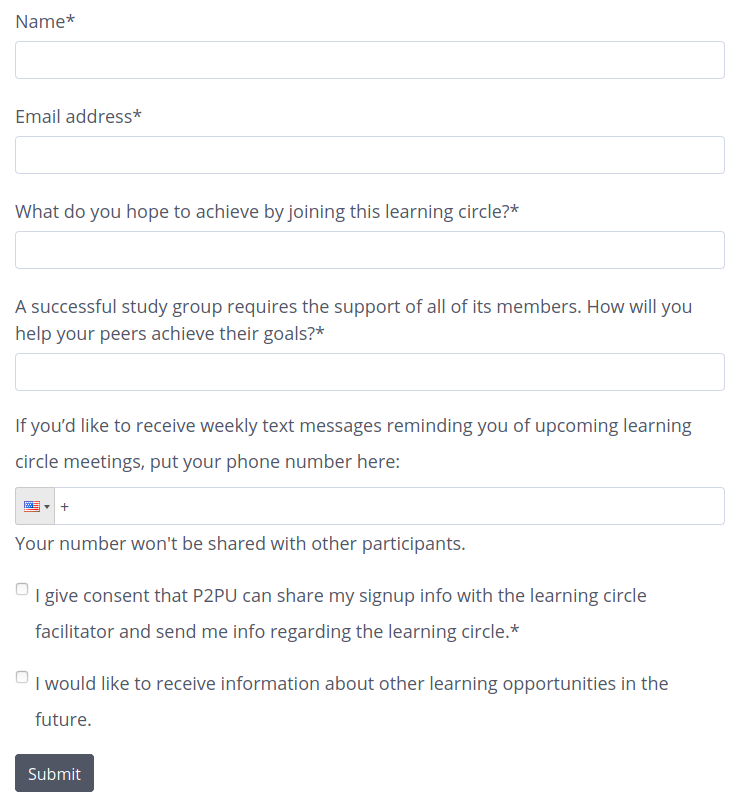 Name*
Email address*
What do you hope to achieve by joining this learning circle?*
A successful study group requires the support of all of its members. How will you
help your peers achieve their goals?*
If you’d like to receive weekly text messages reminding you of upcoming learning
circle meetings, put your phone number here:
+
Your number won't be shared with other participants.
I give consent that P2PU can share my signup info with the learning circle
facilitator and send me info regarding the learning circle.*
I would like to receive information about other learning opportunities in the
future.
Submit